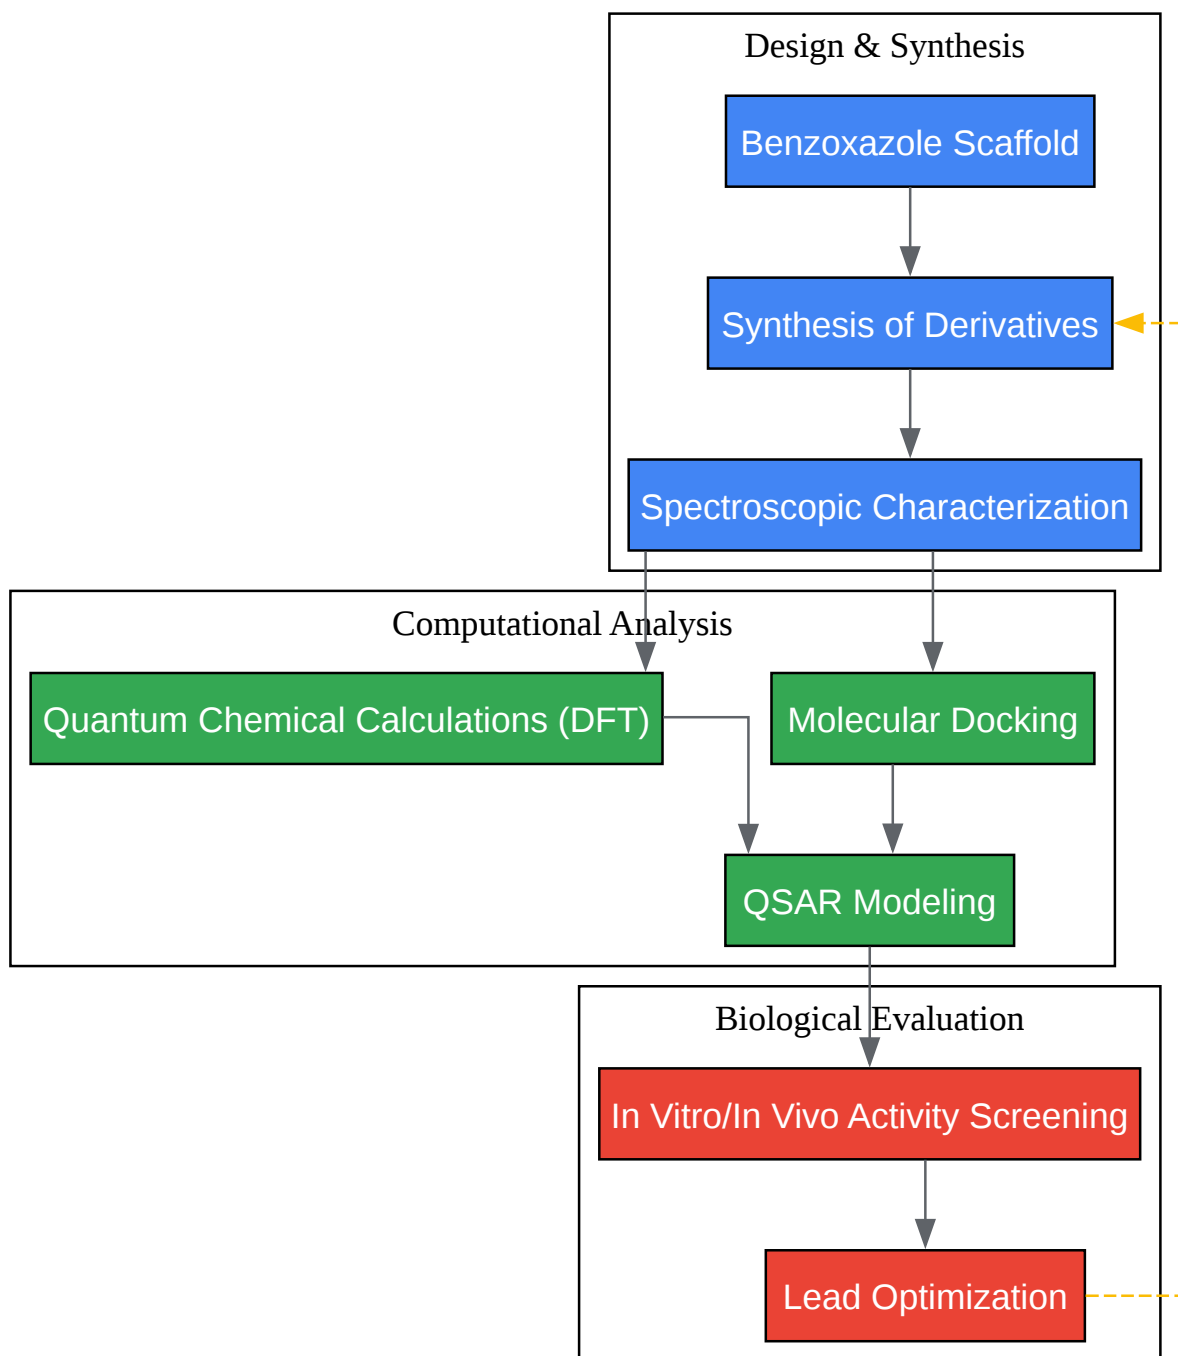 Design & Synthesis
Benzoxazole Scaffold
Synthesis of Derivatives
Spectroscopic Characterization
Computational Analysis
Quantum Chemical Calculations (DFT)
Molecular Docking
QSAR Modeling
Biological Evaluation
In Vitro/In Vivo Activity Screening
Lead Optimization